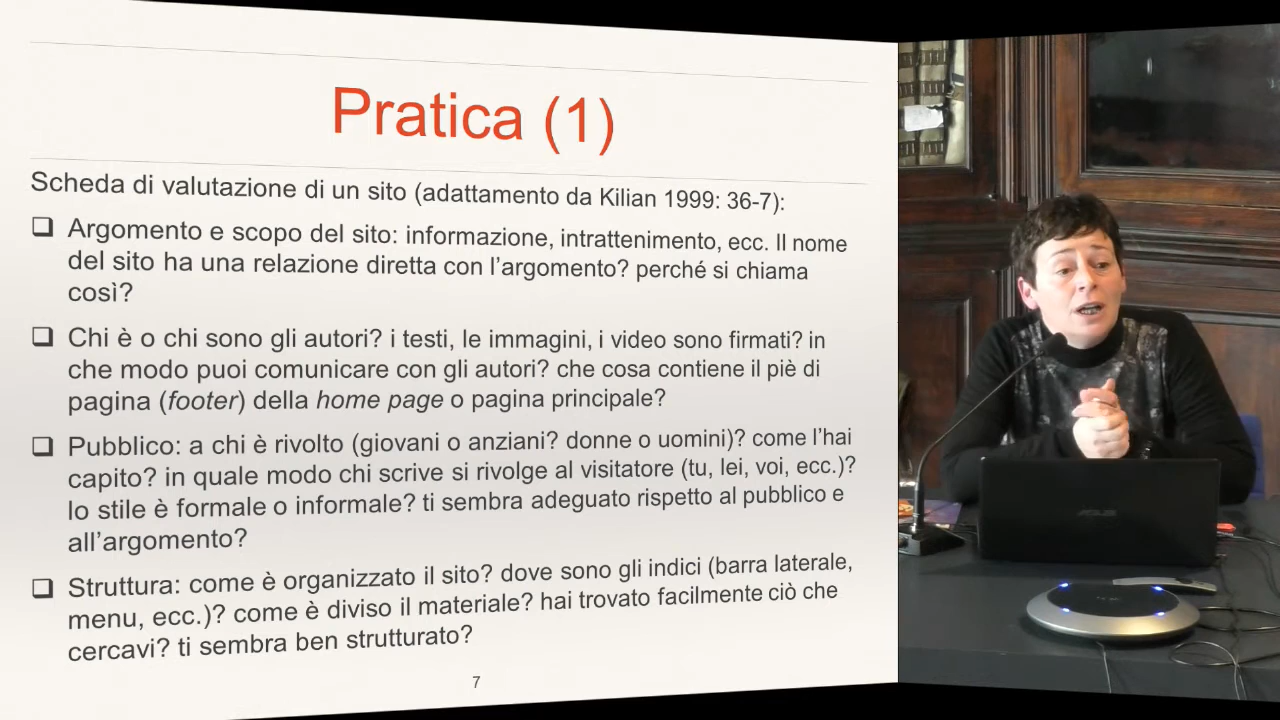 Pratica (1)
Scheda di valutazione di un sito (adattamento da Kilian 1999: 36-7):
Argomento e scopo del sito: informazione, intrattenimento, ecc. Il nome
del sito ha una relazione diretta con l’argomento? perché si chiama
così?
Chi è o chi sono gli autori? i testi, le immagini, i video sono firmati? in
che modo puoi comunicare con gli autori? che cosa contiene il piè di
pagina (footer) della home page o pagina principale?
Pubblico: a chi è rivolto (giovani o anziani? donne o uomini)? come l’hai
capito? in quale modo chi scrive si rivolge al visitatore (tu, lei, voi, ecc.)?
lo stile è formale o informale? ti sembra adeguato rispetto al pubblico e
all’argomento?
Struttura: come è organizzato il sito? dove sono gli indici (barra laterale,
menu, ecc.)? come è diviso il materiale? hai trovato facilmente ciò che
cercavi? ti sembra ben strutturato?
7
ASUS